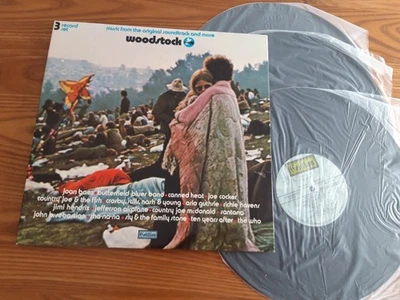 3 record set
music from the original soundtrack and more
woodstock
joan baez · butterfield blues band · canned heat · joe cocker
country joe & the fish · crosby, stills, nash & young · arlo guthrie · richie havens
jimi hendrix · jefferson airplane · country joe mcdonald · santana
john b. sebastian · sha-na-na · sly & the family stone · ten years after · the who